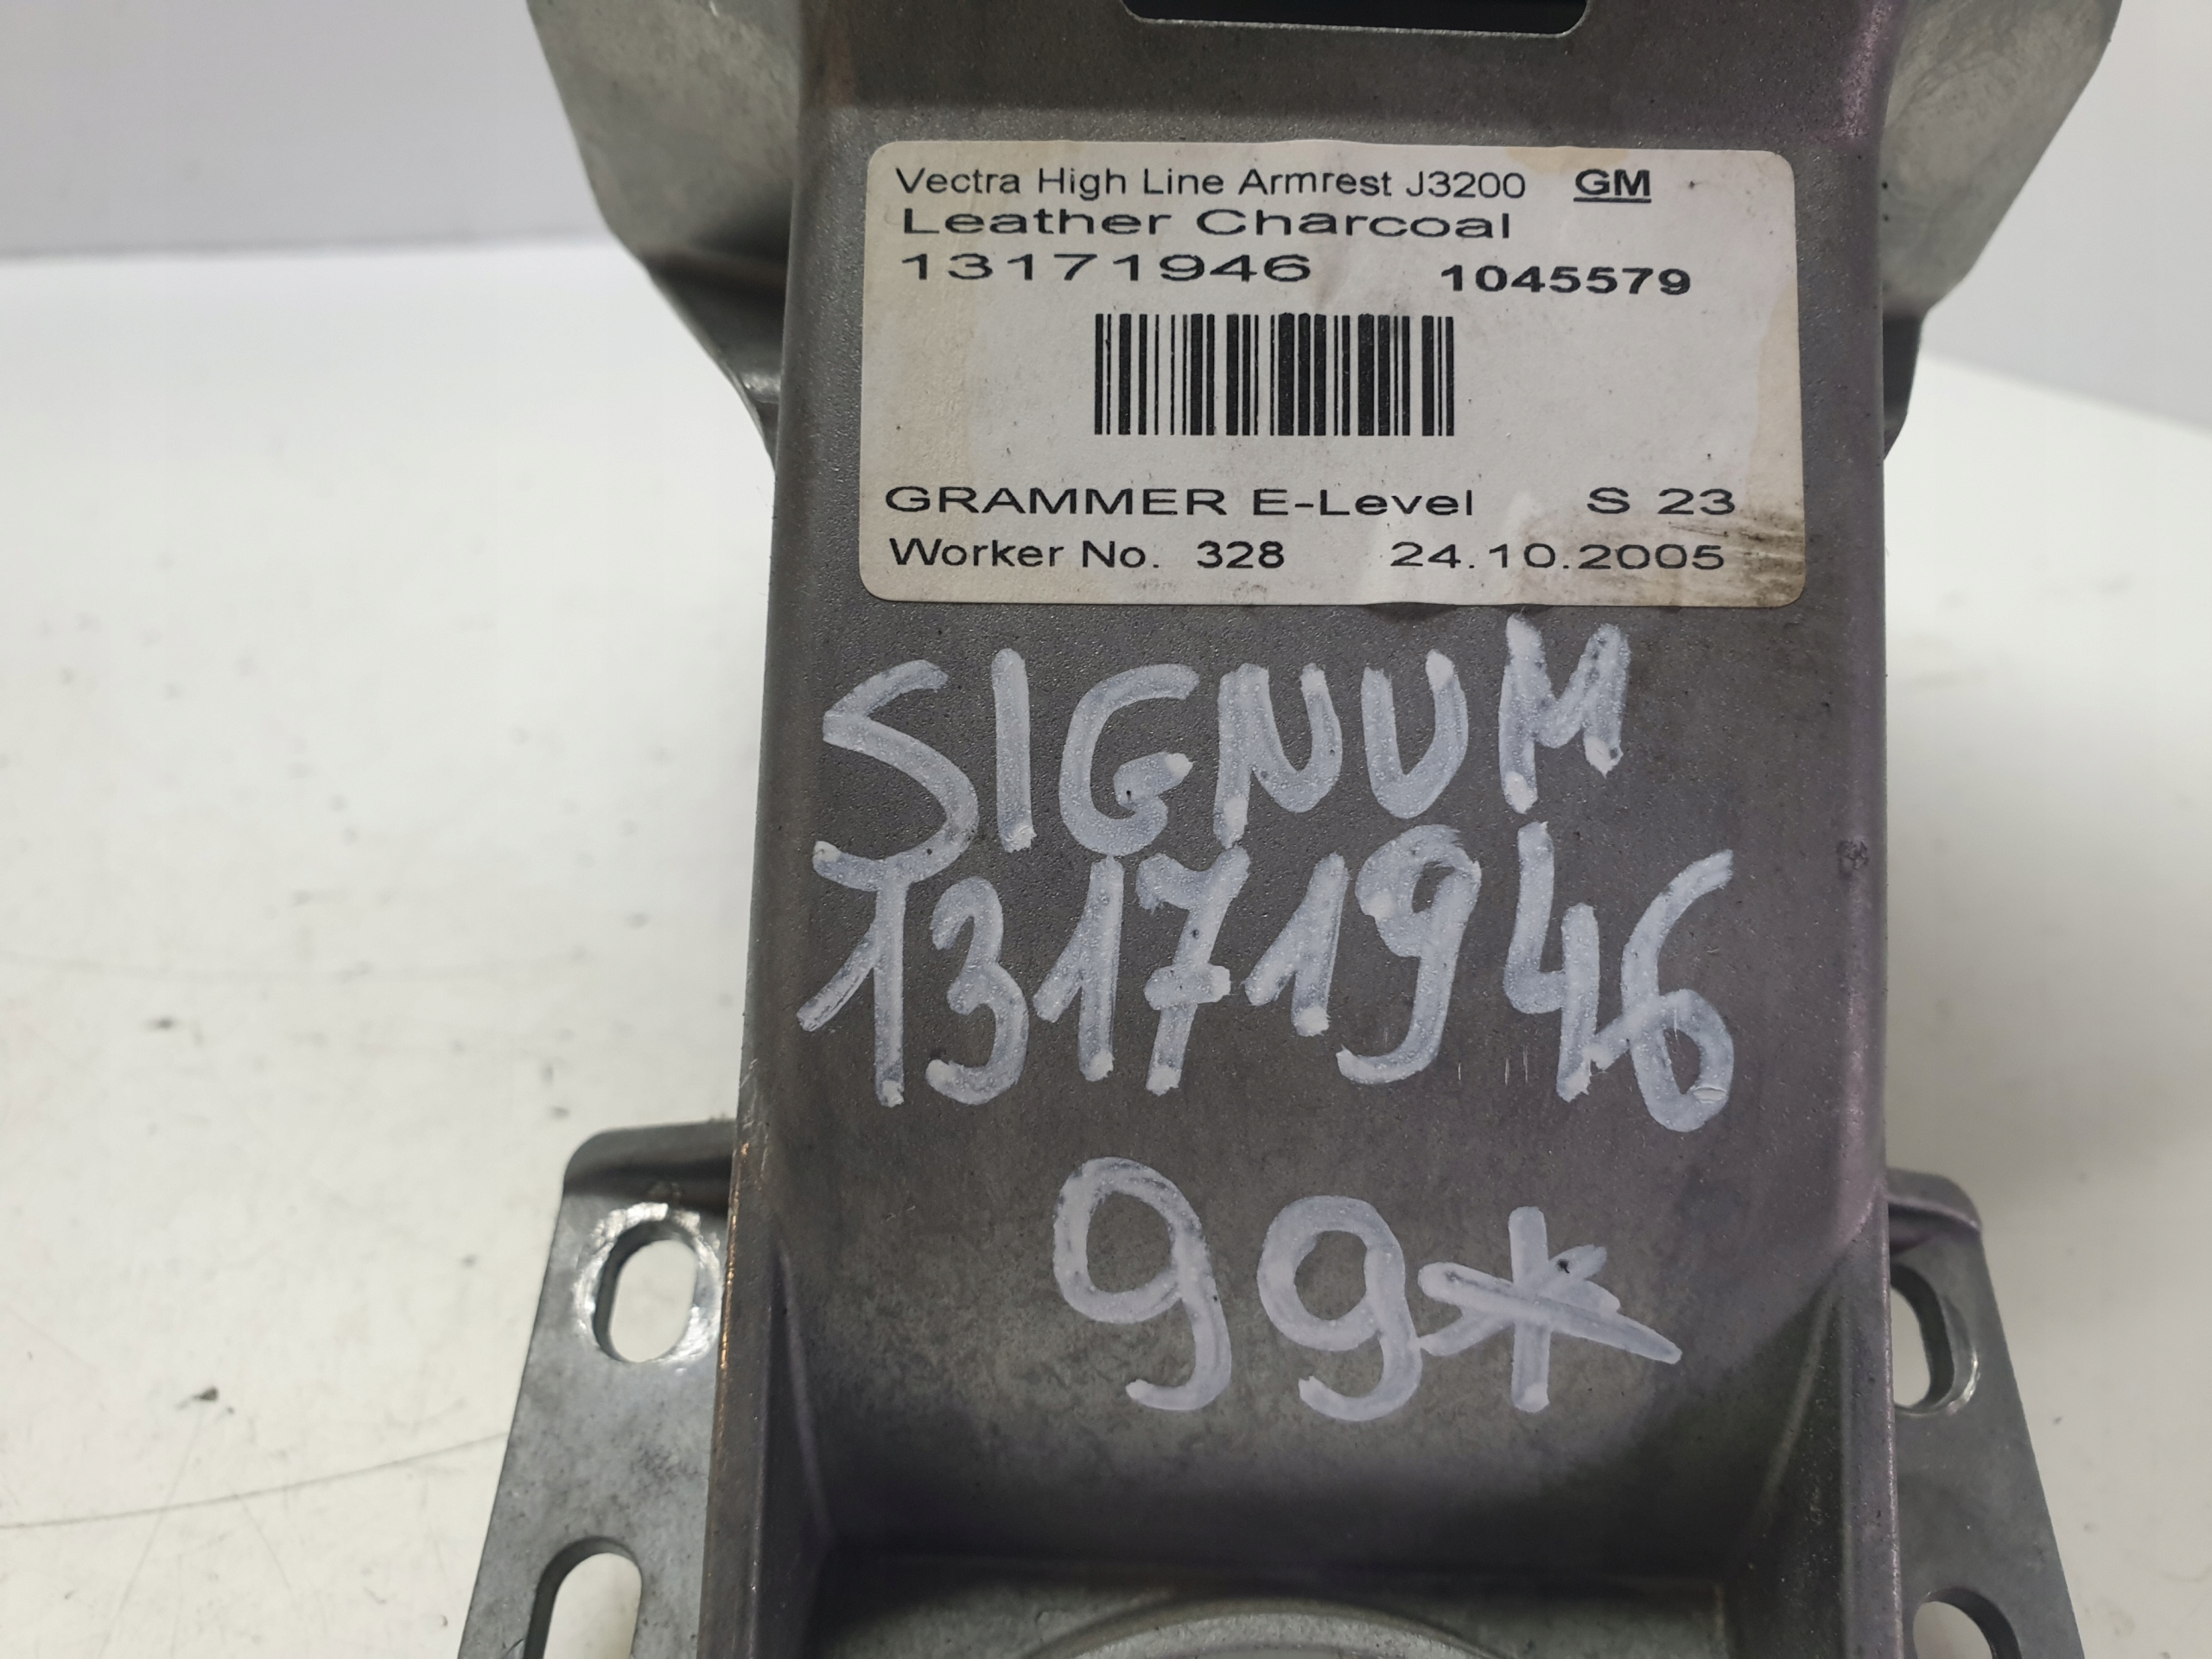 Vectra High Line Armrest J3200 GM
Leather Charcoal
13171946 1045579
GRAMMER E-Level S 23
Worker No. 328 24.10.2005
SIGNUM
13171946
99*